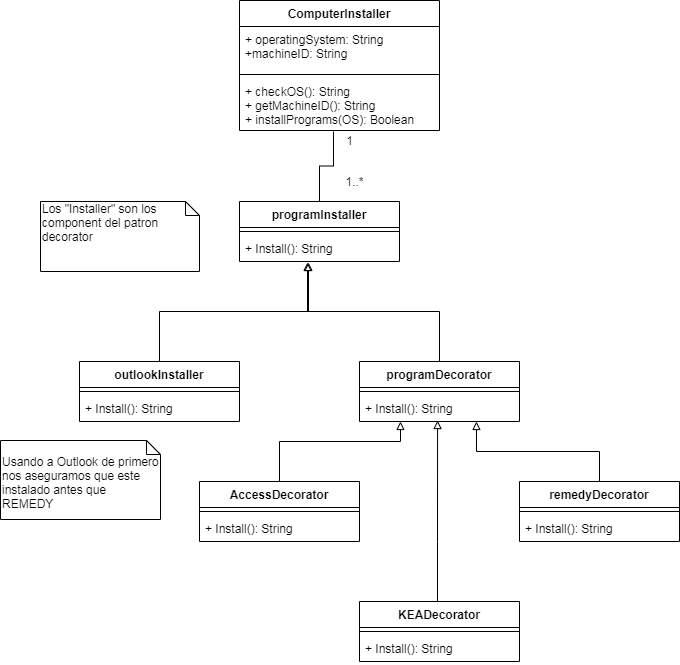 ComputerInstaller
+ operatingSystem: String
+machineID: String
+ checkOS(): String
+ getMachineID(): String
+ installPrograms(OS): Boolean
1
1..*
Los "Installer" son los
component del patron
decorator
programInstaller
+ Install(): String
outlookInstaller
+ Install(): String
programDecorator
+ Install(): String
Usando a Outlook de primero
nos aseguramos que este
instalado antes que
REMEDY
AccessDecorator
+ Install(): String
remedyDecorator
+ Install(): String
KEADecorator
+ Install(): String